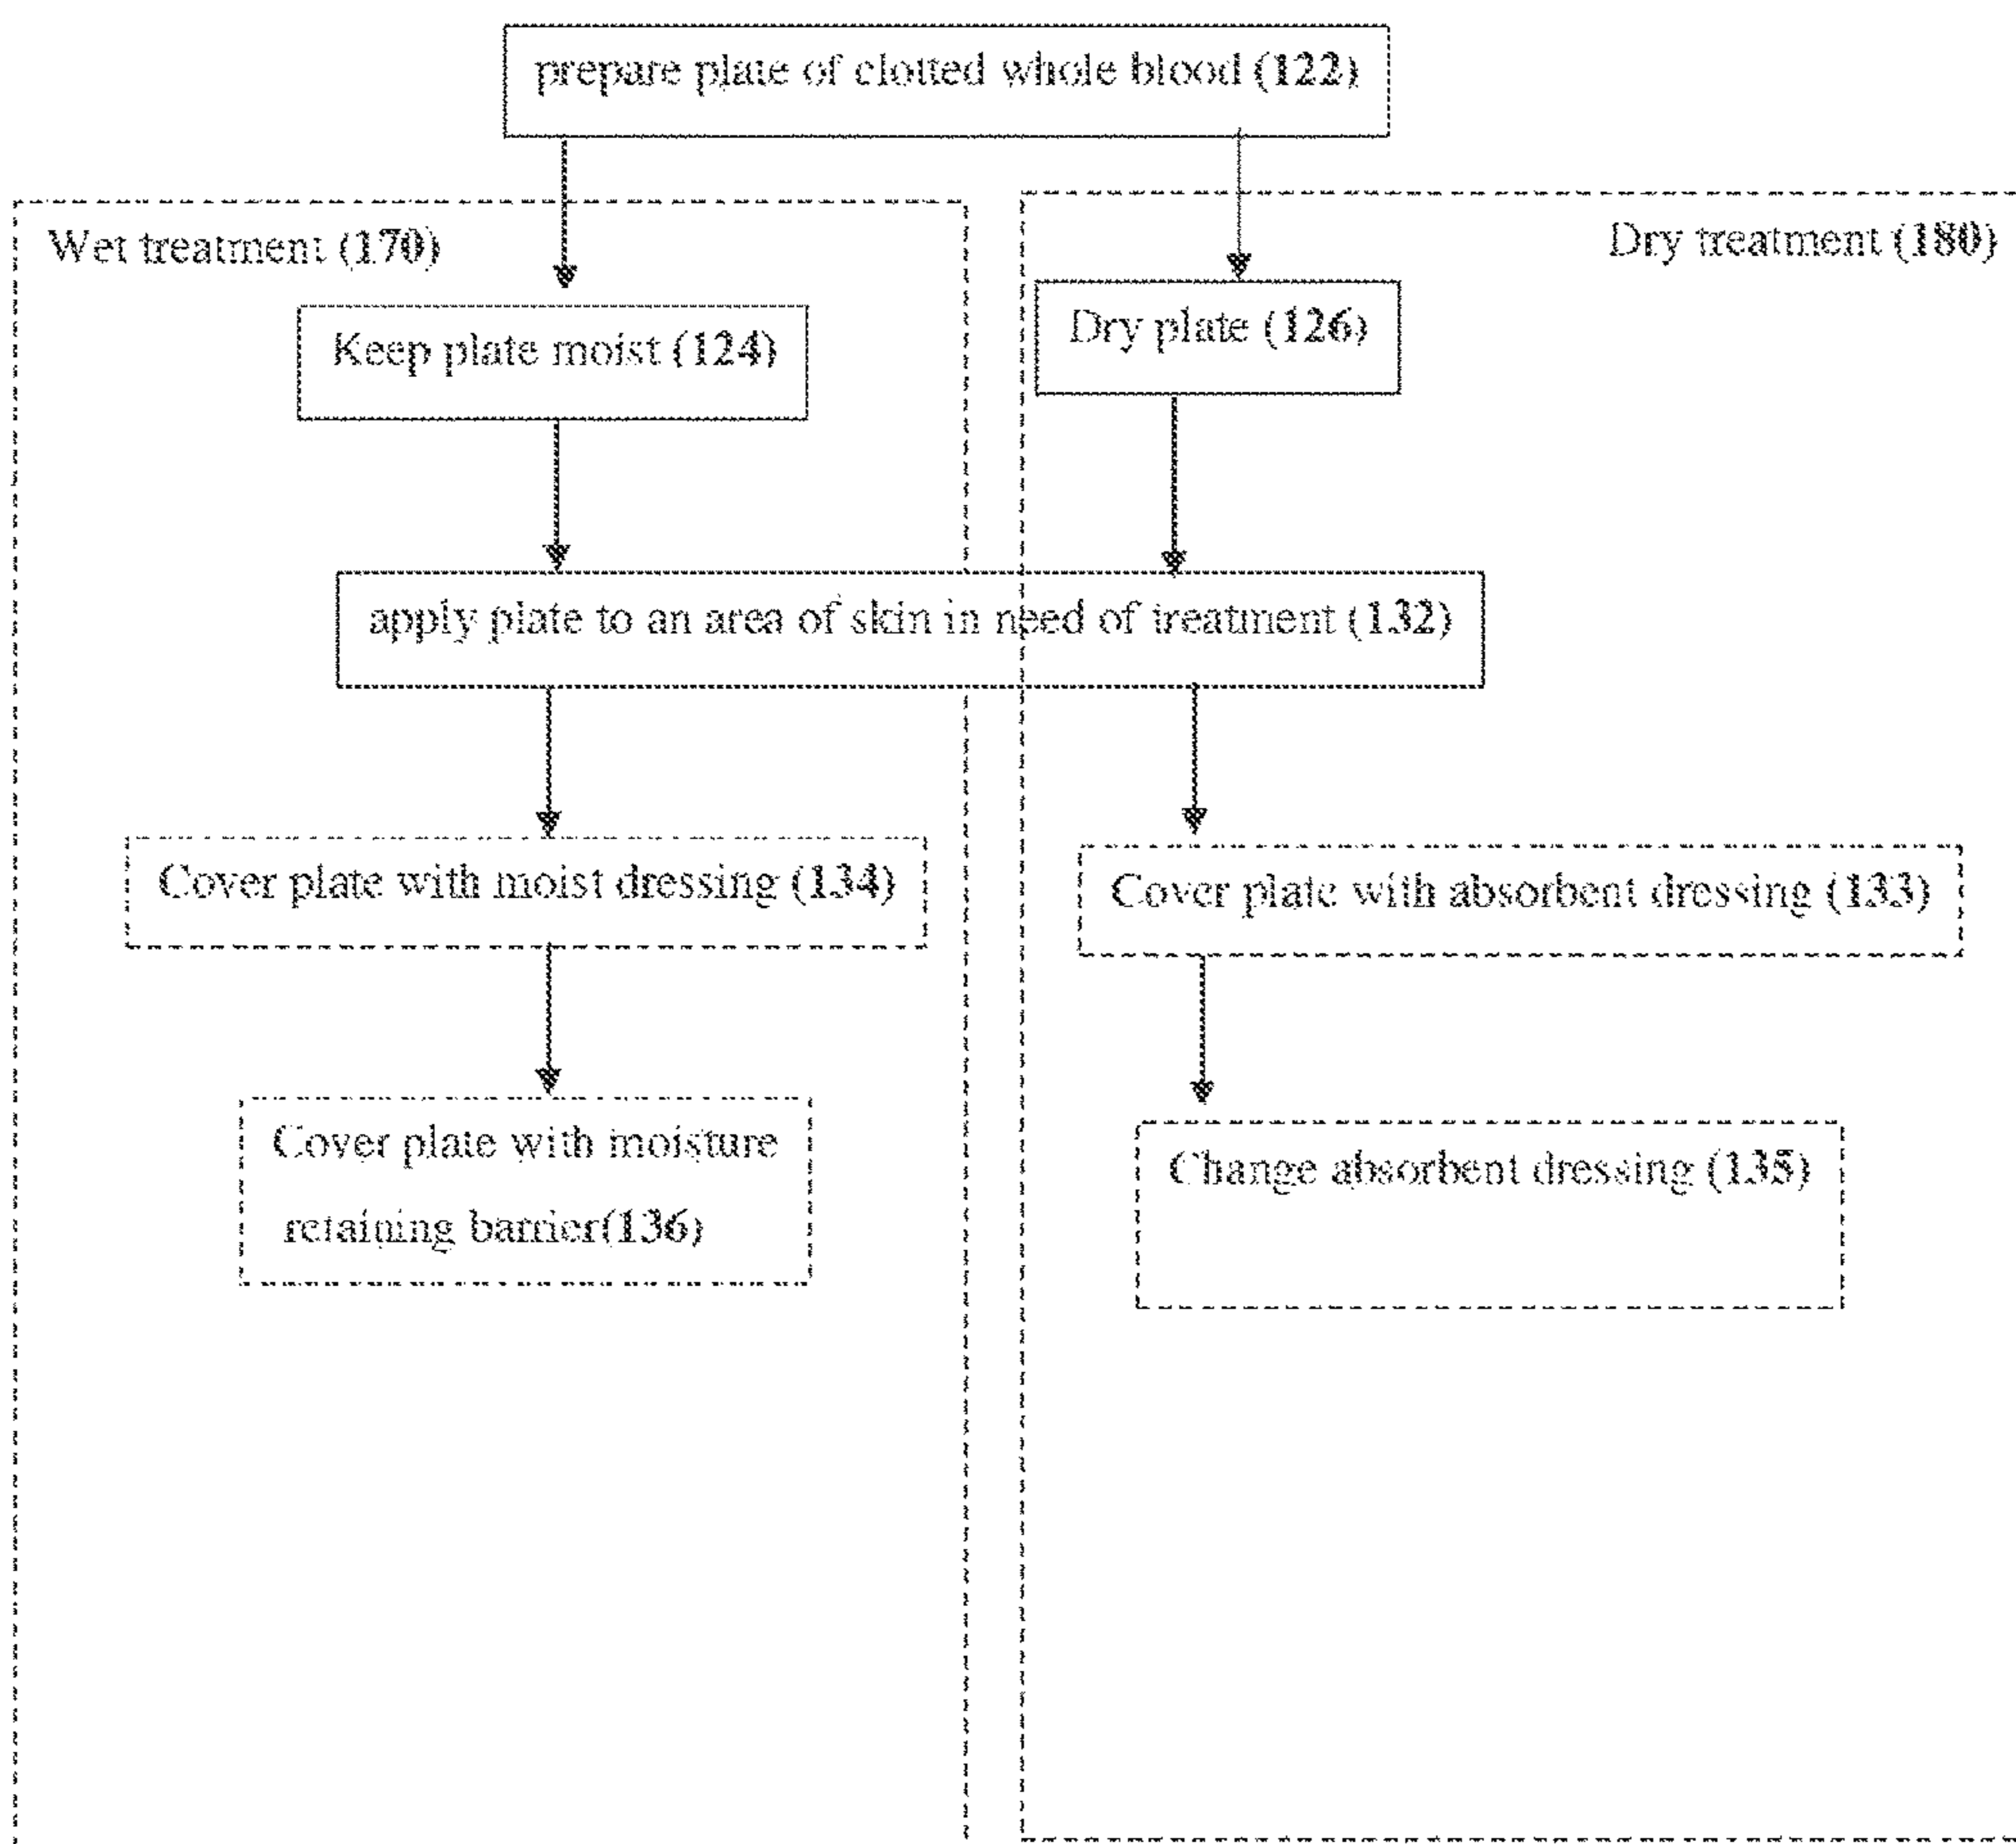 prepare plate of clotted whole blood (122)
Wet treatment (170)
Dry treatment (180)
Keep plate moist (124)
Dry plate (126)
apply plate to an area of skin in need of treatment (132)
Cover plate with moist dressing (134)
Cover plate with absorbent dressing (133)
Cover plate with moisture
retaining barrier(136)
Change absorbent dressing (135)